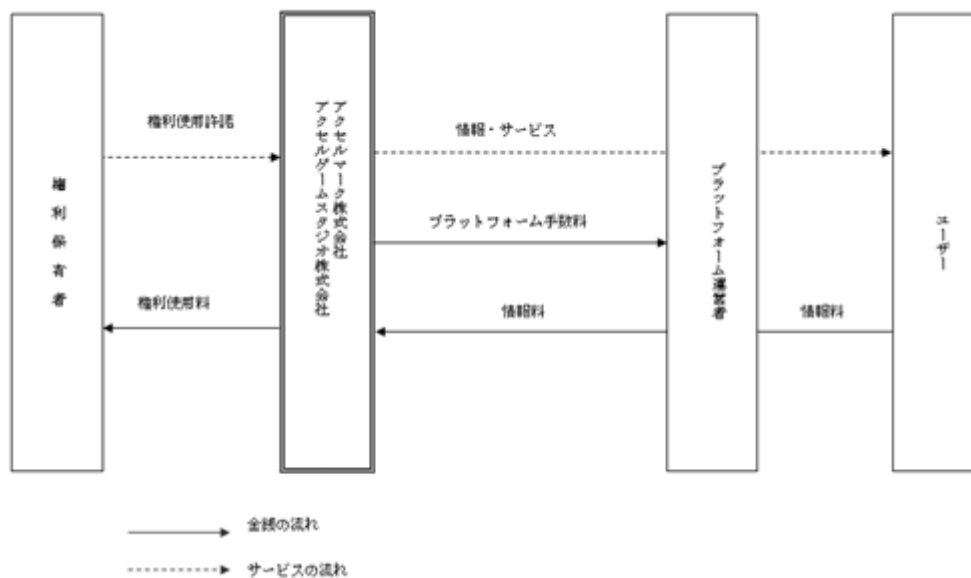 権利保有者
権利使用許諾
権利使用料
アクセルマーク株式会社
アクセルゲームスタジオ株式会社
情報・サービス
プラットフォーム手数料
情報料
プラットフォーム運営者
情報料
ユーザー
金銭の流れ
サービスの流れ